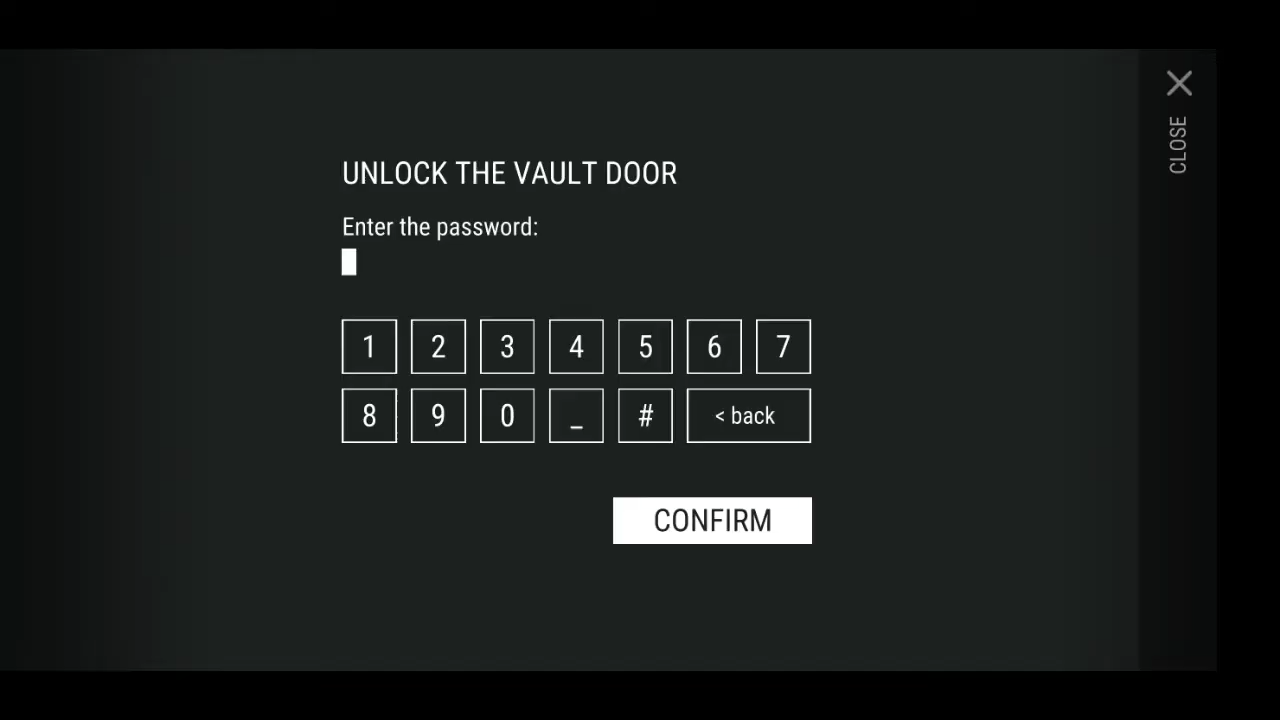 CLOSE
UNLOCK THE VAULT DOOR
Enter the password:
1 2 3 4 5 6 7
8 9 0 _ # < back
CONFIRM